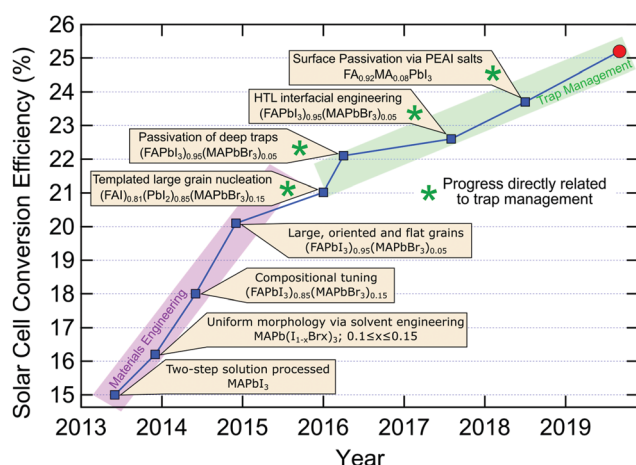 26
25
24
23
22
21
20
19
18
17
16
15
Solar Cell Conversion Efficiency (%)
Surface Passivation via PEAI salts
FA0.92MA0.08PbI3
*
Trap Management
HTL interfacial engineering
(FAPbI3)0.95(MAPbBr3)0.05
*
Passivation of deep traps
(FAPbI3)0.95(MAPbBr3)0.05
*
Templated large grain nucleation
(FAI)0.81(PbI2)0.85(MAPbBr3)0.15
*
* Progress directly related
to trap management
Large, oriented and flat grains
(FAPbI3)0.95(MAPbBr3)0.05
Compositional tuning
(FAPbI3)0.85(MAPbBr3)0.15
Materials Engineering
Uniform morphology via solvent engineering
MAPb(I1-xBrx)3; 0.1≤x≤0.15
Two-step solution processed
MAPbI3
2013 2014 2015 2016 2017 2018 2019
Year